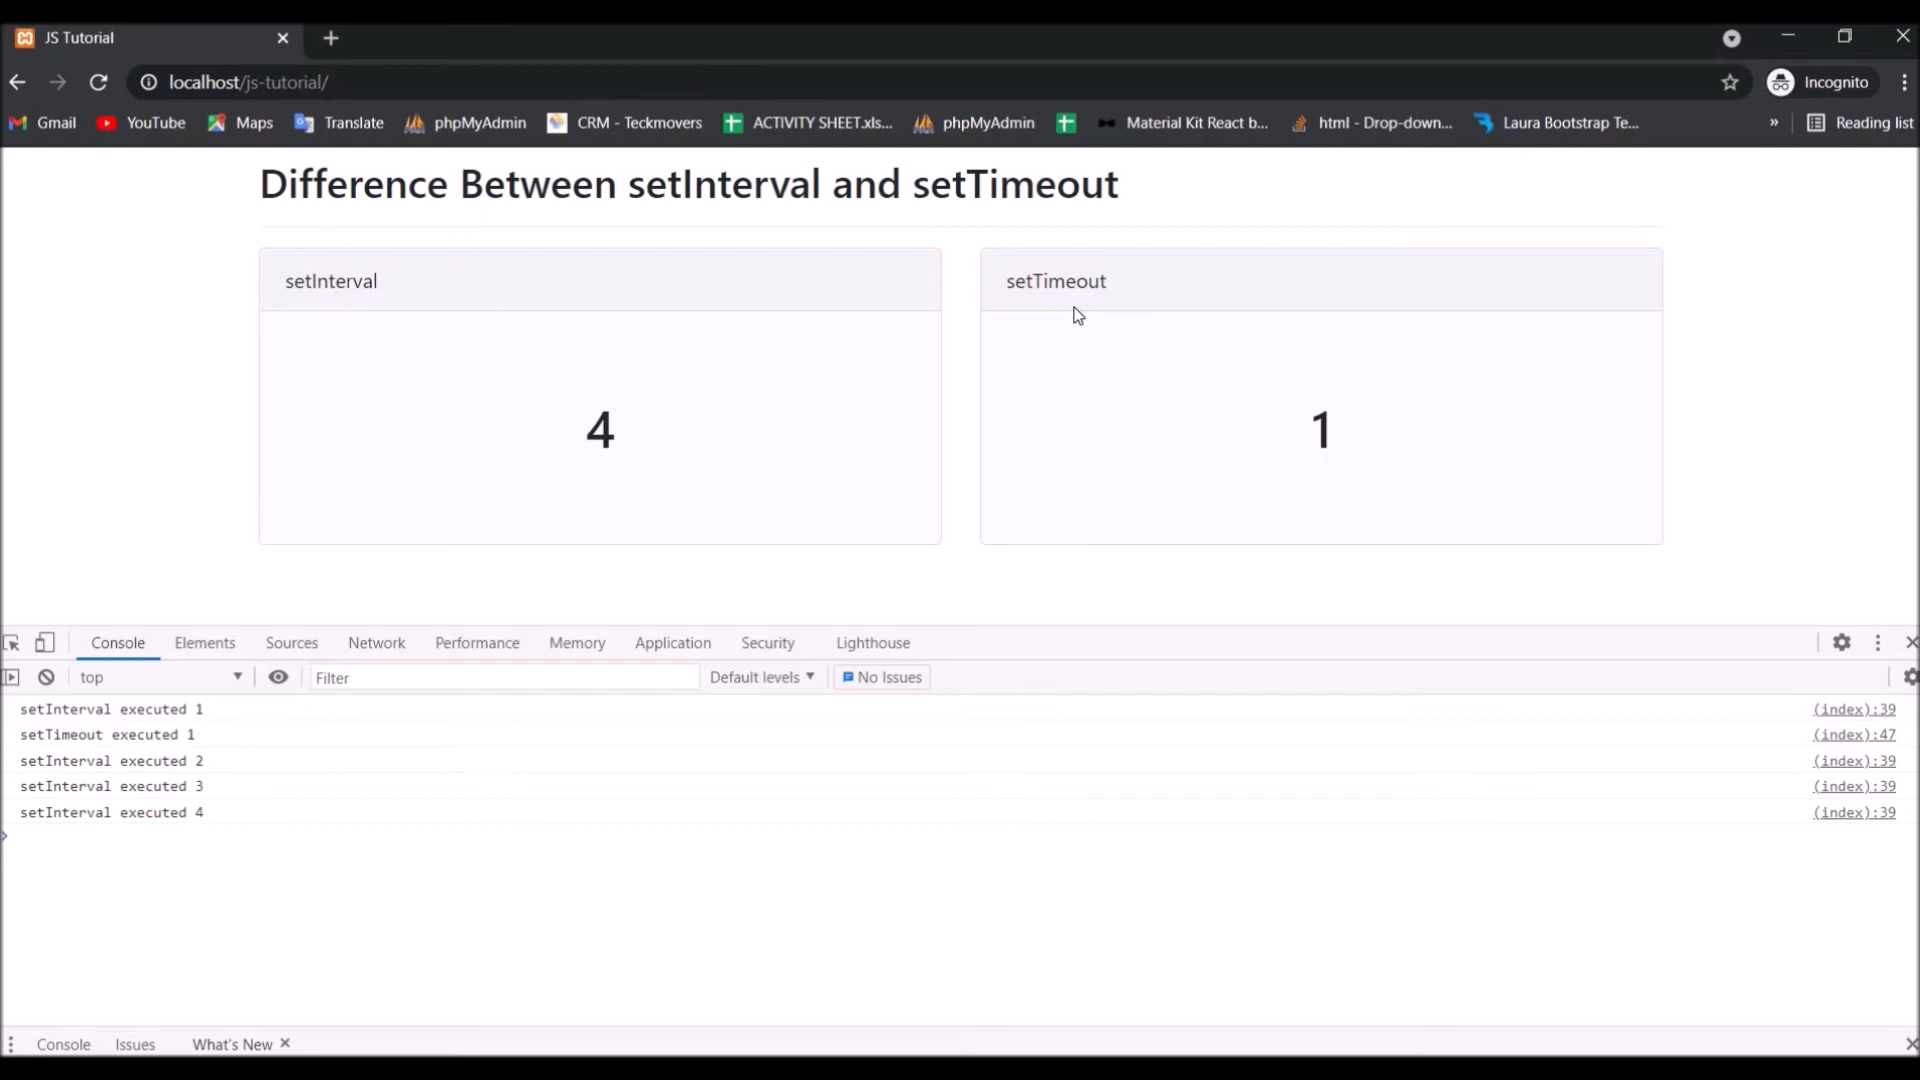 JS Tutorial
localhost/js-tutorial/
Incognito
Gmail YouTube Maps Translate phpMyAdmin CRM - Teckmovers ACTIVITY SHEET.xls... phpMyAdmin Material Kit React b... html - Drop-down... Laura Bootstrap Te... » Reading list
Difference Between setInterval and setTimeout
setInterval
4
setTimeout
1
Console Elements Sources Network Performance Memory Application Security Lighthouse
top Filter Default levels No Issues
setInterval executed 1 (index):39
setTimeout executed 1 (index):47
setInterval executed 2 (index):39
setInterval executed 3 (index):39
setInterval executed 4 (index):39
Console Issues What's New